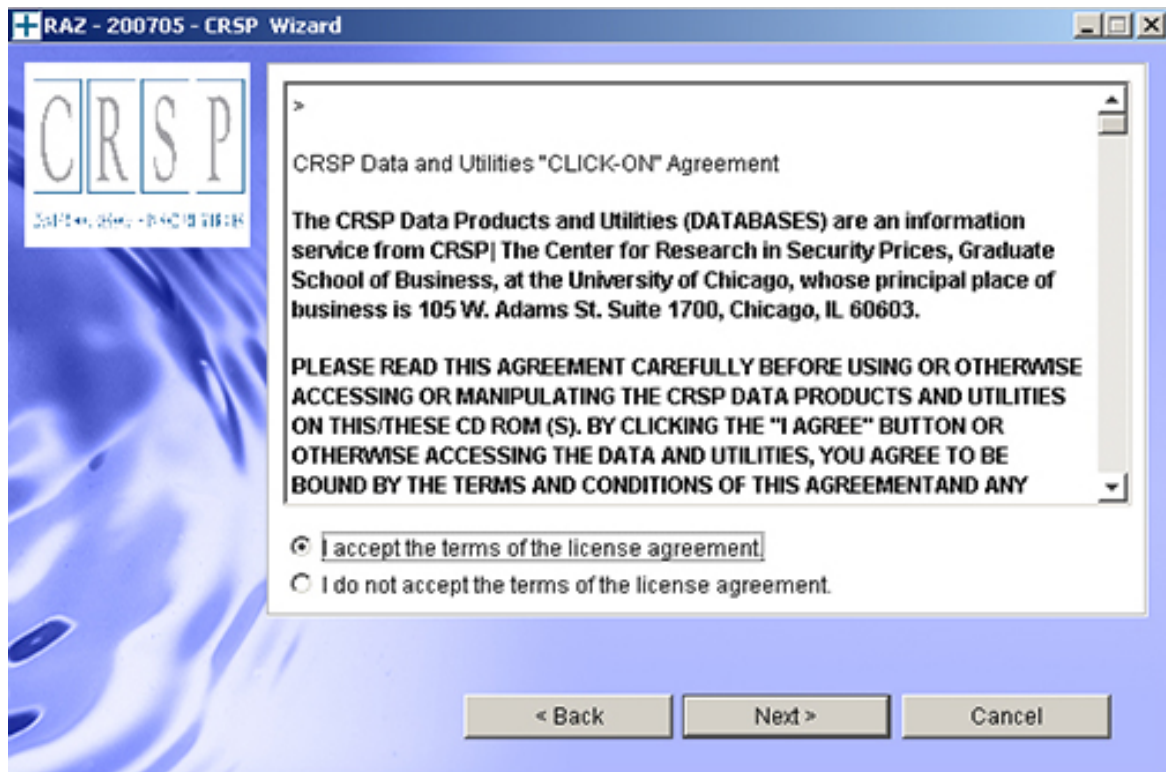 RAZ - 200705 - CRSP Wizard
CRSP
>
CRSP Data and Utilities "CLICK-ON" Agreement
The CRSP Data Products and Utilities (DATABASES) are an information
service from CRSP| The Center for Research in Security Prices, Graduate
School of Business, at the University of Chicago, whose principal place of
business is 105 W. Adams St. Suite 1700, Chicago, IL 60603.
PLEASE READ THIS AGREEMENT CAREFULLY BEFORE USING OR OTHERWISE
ACCESSING OR MANIPULATING THE CRSP DATA PRODUCTS AND UTILITIES
ON THIS/THESE CD ROM (S). BY CLICKING THE "I AGREE" BUTTON OR
OTHERWISE ACCESSING THE DATA AND UTILITIES, YOU AGREE TO BE
BOUND BY THE TERMS AND CONDITIONS OF THIS AGREEMENTAND ANY
I accept the terms of the license agreement.
I do not accept the terms of the license agreement.
< Back Next > Cancel